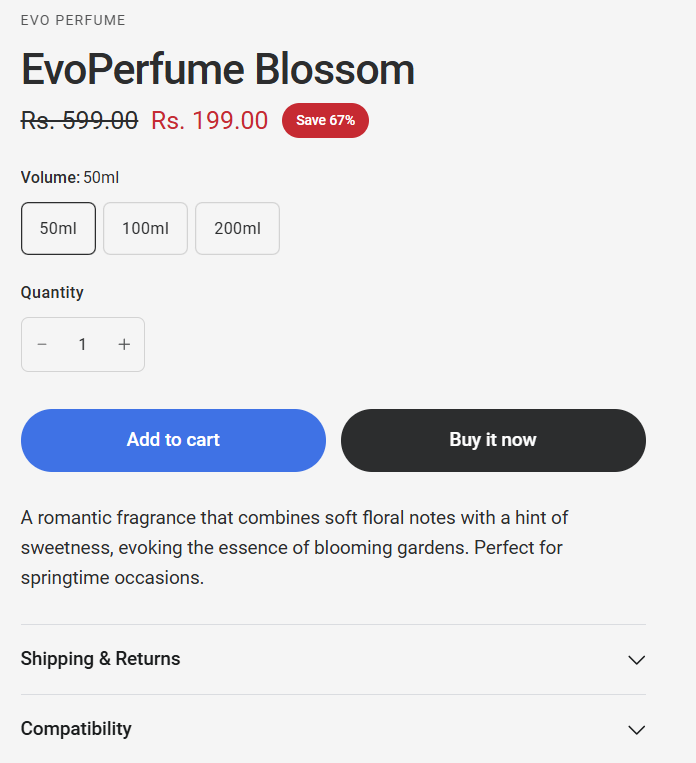 EVO PERFUME
EvoPerfume Blossom
Rs. 599.00 Rs. 199.00 Save 67%
Volume: 50ml
50ml 100ml 200ml
Quantity
− 1 +
Add to cart Buy it now
A romantic fragrance that combines soft floral notes with a hint of
sweetness, evoking the essence of blooming gardens. Perfect for
springtime occasions.
Shipping & Returns
Compatibility